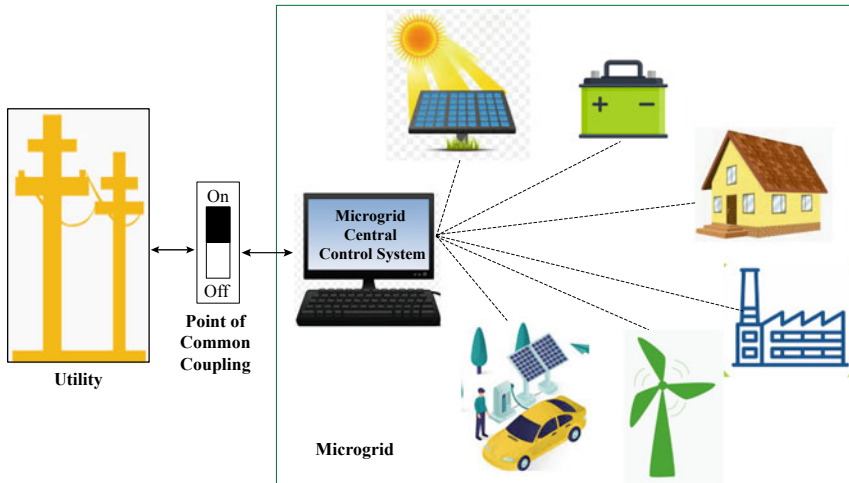 Utility
On
Off
Point of
Common
Coupling
Microgrid
Central
Control System
+ −
Microgrid